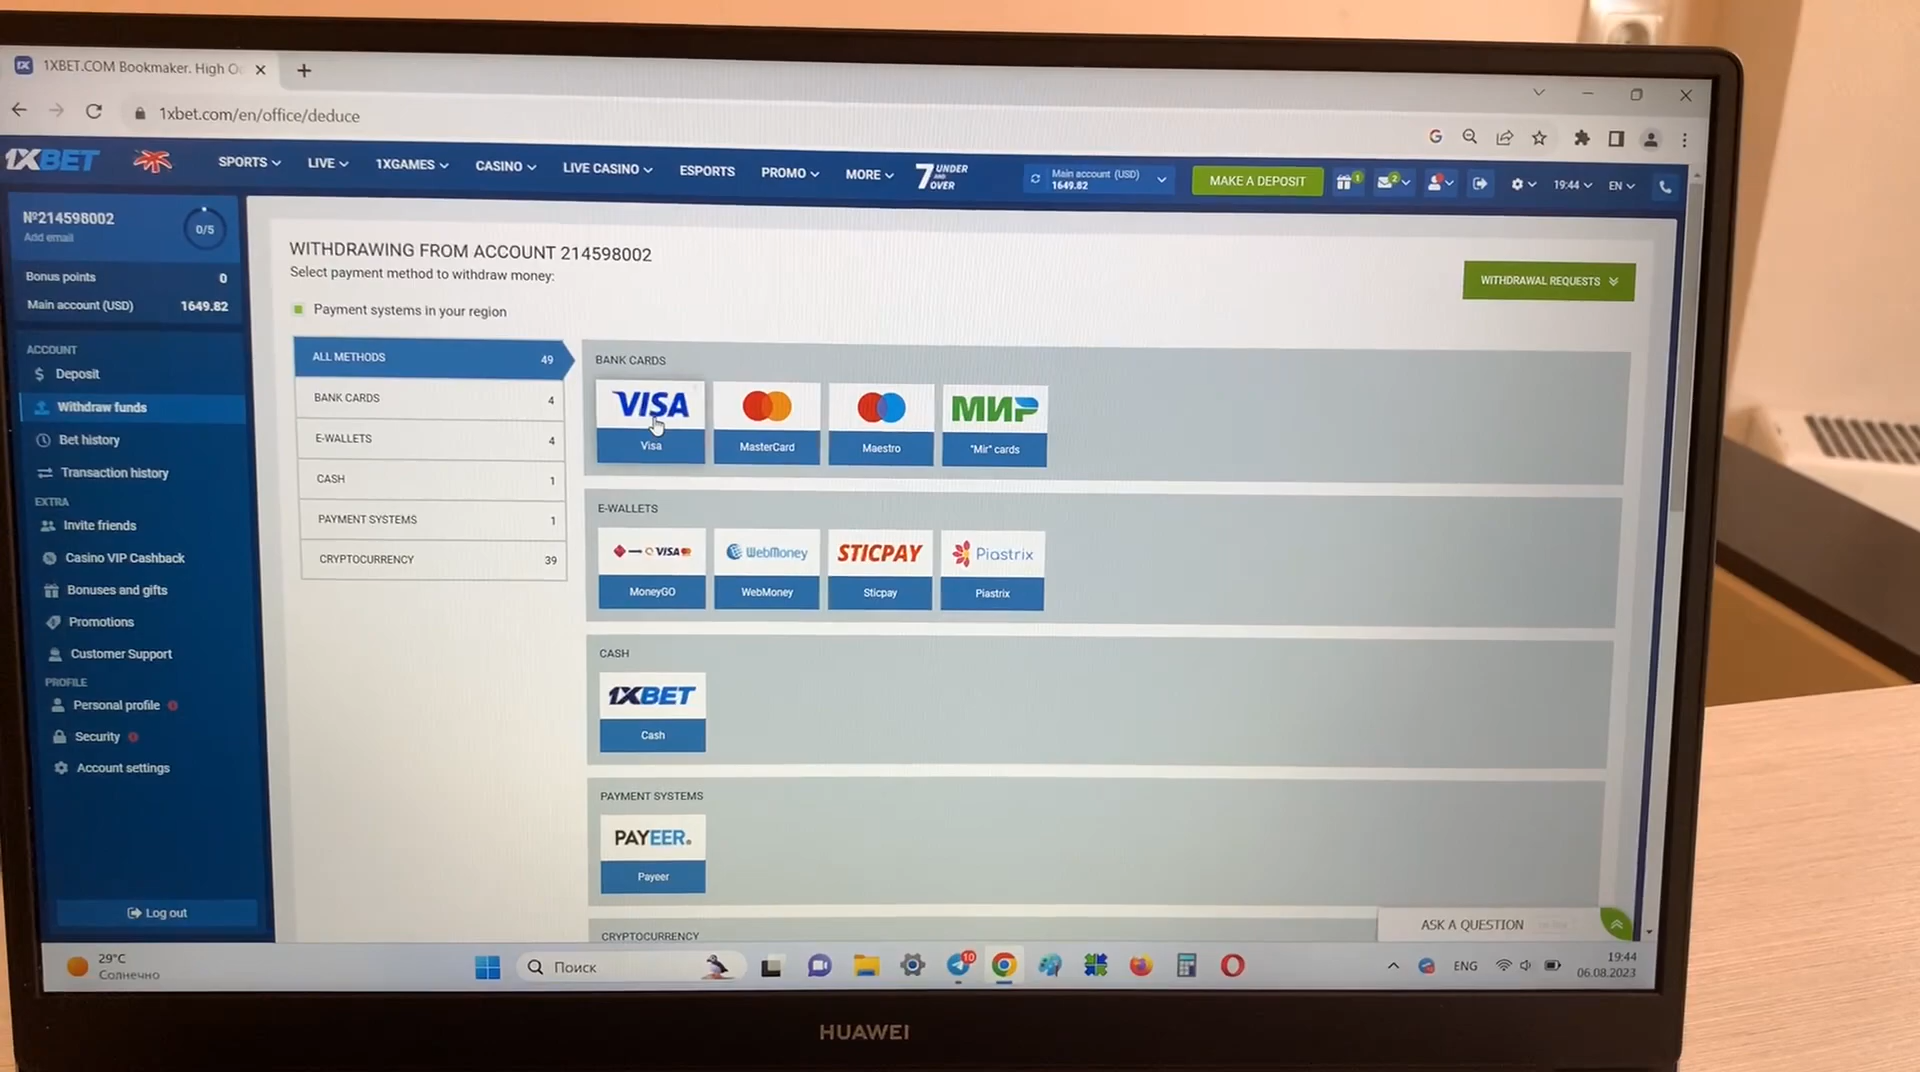 1XBET.COM Bookmaker. High O
1xbet.com/en/office/deduce
1XBET
SPORTS
LIVE
1XGAMES
CASINO
LIVE CASINO
ESPORTS
PROMO
MORE
7 UNDER AND OVER
Main account (USD)
1649.82
MAKE A DEPOSIT
1
2
19:44
EN
№214598002
Add email
0/5
Bonus points 0
Main account (USD) 1649.82
ACCOUNT
Deposit
Withdraw funds
Bet history
Transaction history
EXTRA
Invite friends
Casino VIP Cashback
Bonuses and gifts
Promotions
Customer Support
PROFILE
Personal profile
Security
Account settings
Log out
WITHDRAWING FROM ACCOUNT 214598002
Select payment method to withdraw money:
WITHDRAWAL REQUESTS
Payment systems in your region
ALL METHODS 49
BANK CARDS 4
E-WALLETS 4
CASH 1
PAYMENT SYSTEMS 1
CRYPTOCURRENCY 39
BANK CARDS
VISA
МИР
Visa
MasterCard
Maestro
"Mir" cards
E-WALLETS
VISA
WebMoney
STICPAY
Piastrix
MoneyGO
WebMoney
Sticpay
Piastrix
CASH
1XBET
Cash
PAYMENT SYSTEMS
PAYEER
Payeer
CRYPTOCURRENCY
ASK A QUESTION
29°C
Солнечно
Поиск
10
ENG
19:44
06.08.2023
HUAWEI